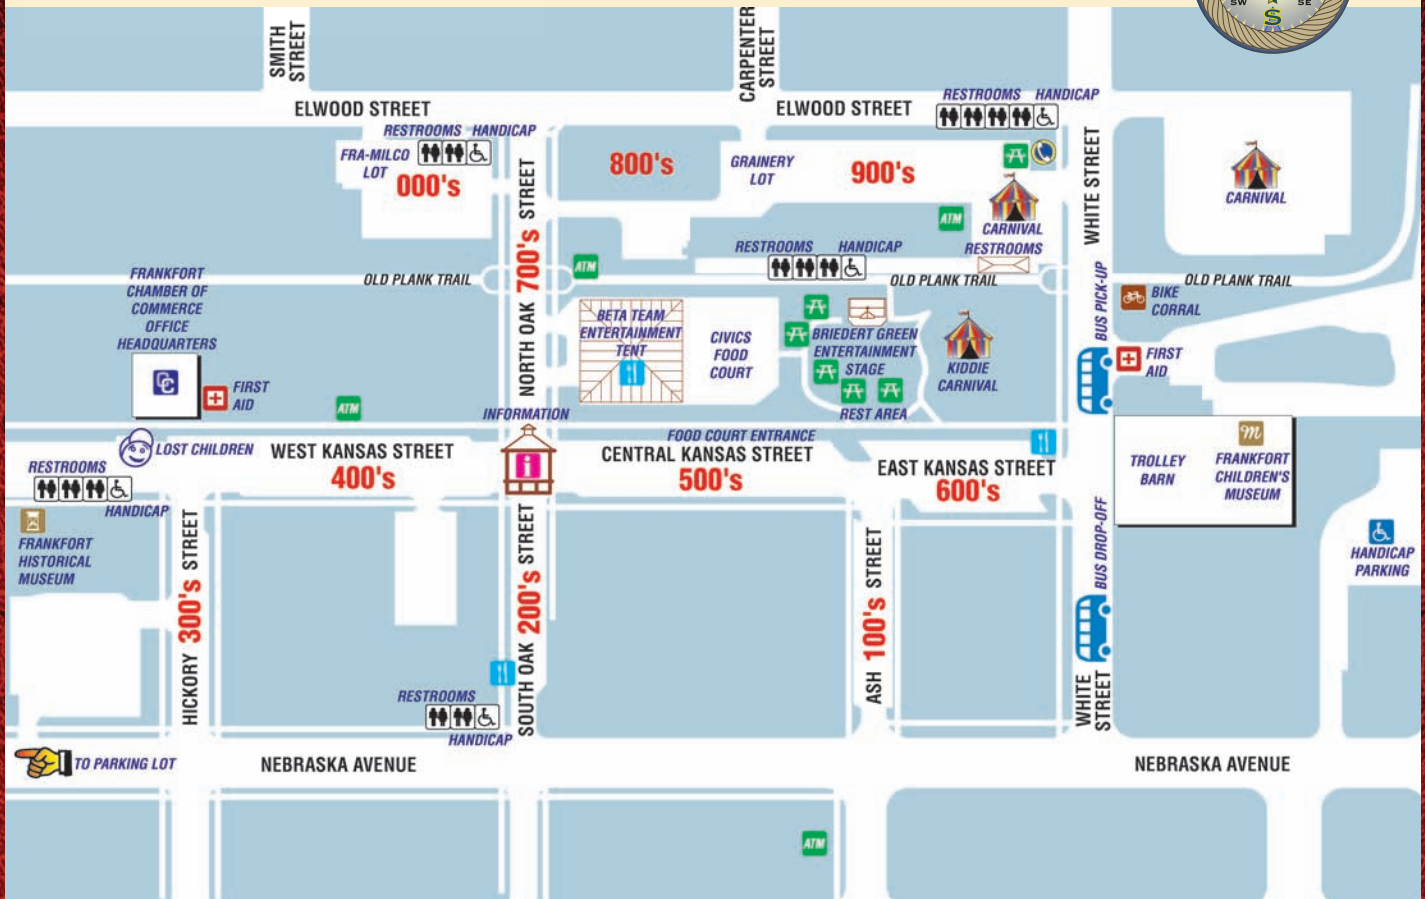 SW
S
SE
SMITH
STREET
CARPENTER
STREET
ELWOOD STREET
ELWOOD STREET
RESTROOMS HANDICAP
RESTROOMS HANDICAP
FRA-MILCO
LOT
000's
800's
GRAINERY
LOT
900's
WHITE STREET
CARNIVAL
ATM
CARNIVAL
RESTROOMS
NORTH OAK 700's STREET
RESTROOMS HANDICAP
ATM
OLD PLANK TRAIL
OLD PLANK TRAIL
OLD PLANK TRAIL
FRANKFORT
CHAMBER OF
COMMERCE
OFFICE
HEADQUARTERS
CC
FIRST
AID
ATM
BETA TEAM
ENTERTAINMENT
TENT
CIVICS
FOOD
COURT
BRIEDERT GREEN
ENTERTAINMENT
STAGE
REST AREA
KIDDIE
CARNIVAL
BUS PICK-UP
BIKE
CORRAL
FIRST
AID
INFORMATION
i
LOST CHILDREN
WEST KANSAS STREET
400's
FOOD COURT ENTRANCE
CENTRAL KANSAS STREET
500's
EAST KANSAS STREET
600's
TROLLEY
BARN
m
FRANKFORT
CHILDREN'S
MUSEUM
RESTROOMS
HANDICAP
FRANKFORT
HISTORICAL
MUSEUM
HICKORY 300's STREET
SOUTH OAK 200's STREET
ASH 100's STREET
BUS DROP-OFF
WHITE
STREET
HANDICAP
PARKING
RESTROOMS
HANDICAP
TO PARKING LOT
NEBRASKA AVENUE
NEBRASKA AVENUE
ATM